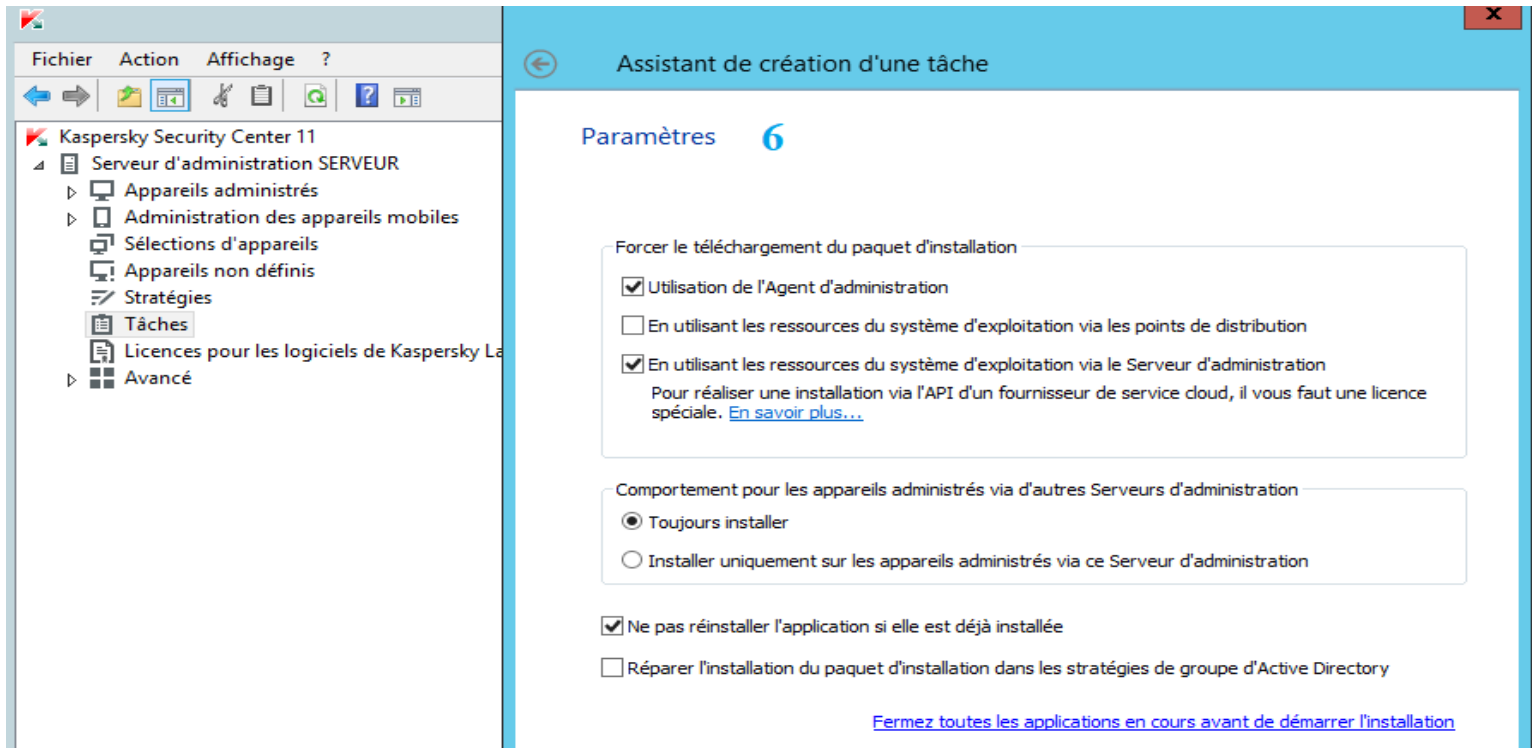 Fichier Action Affichage ?
Kaspersky Security Center 11
Serveur d'administration SERVEUR
Appareils administrés
Administration des appareils mobiles
Sélections d'appareils
Appareils non définis
Stratégies
Tâches
Licences pour les logiciels de Kaspersky La
Avancé
Assistant de création d'une tâche
Paramètres 6
Forcer le téléchargement du paquet d'installation
Utilisation de l'Agent d'administration
En utilisant les ressources du système d'exploitation via les points de distribution
En utilisant les ressources du système d'exploitation via le Serveur d'administration
Pour réaliser une installation via l'API d'un fournisseur de service cloud, il vous faut une licence
spéciale. En savoir plus...
Comportement pour les appareils administrés via d'autres Serveurs d'administration
Toujours installer
Installer uniquement sur les appareils administrés via ce Serveur d'administration
Ne pas réinstaller l'application si elle est déjà installée
Réparer l'installation du paquet d'installation dans les stratégies de groupe d'Active Directory
Fermez toutes les applications en cours avant de démarrer l'installation